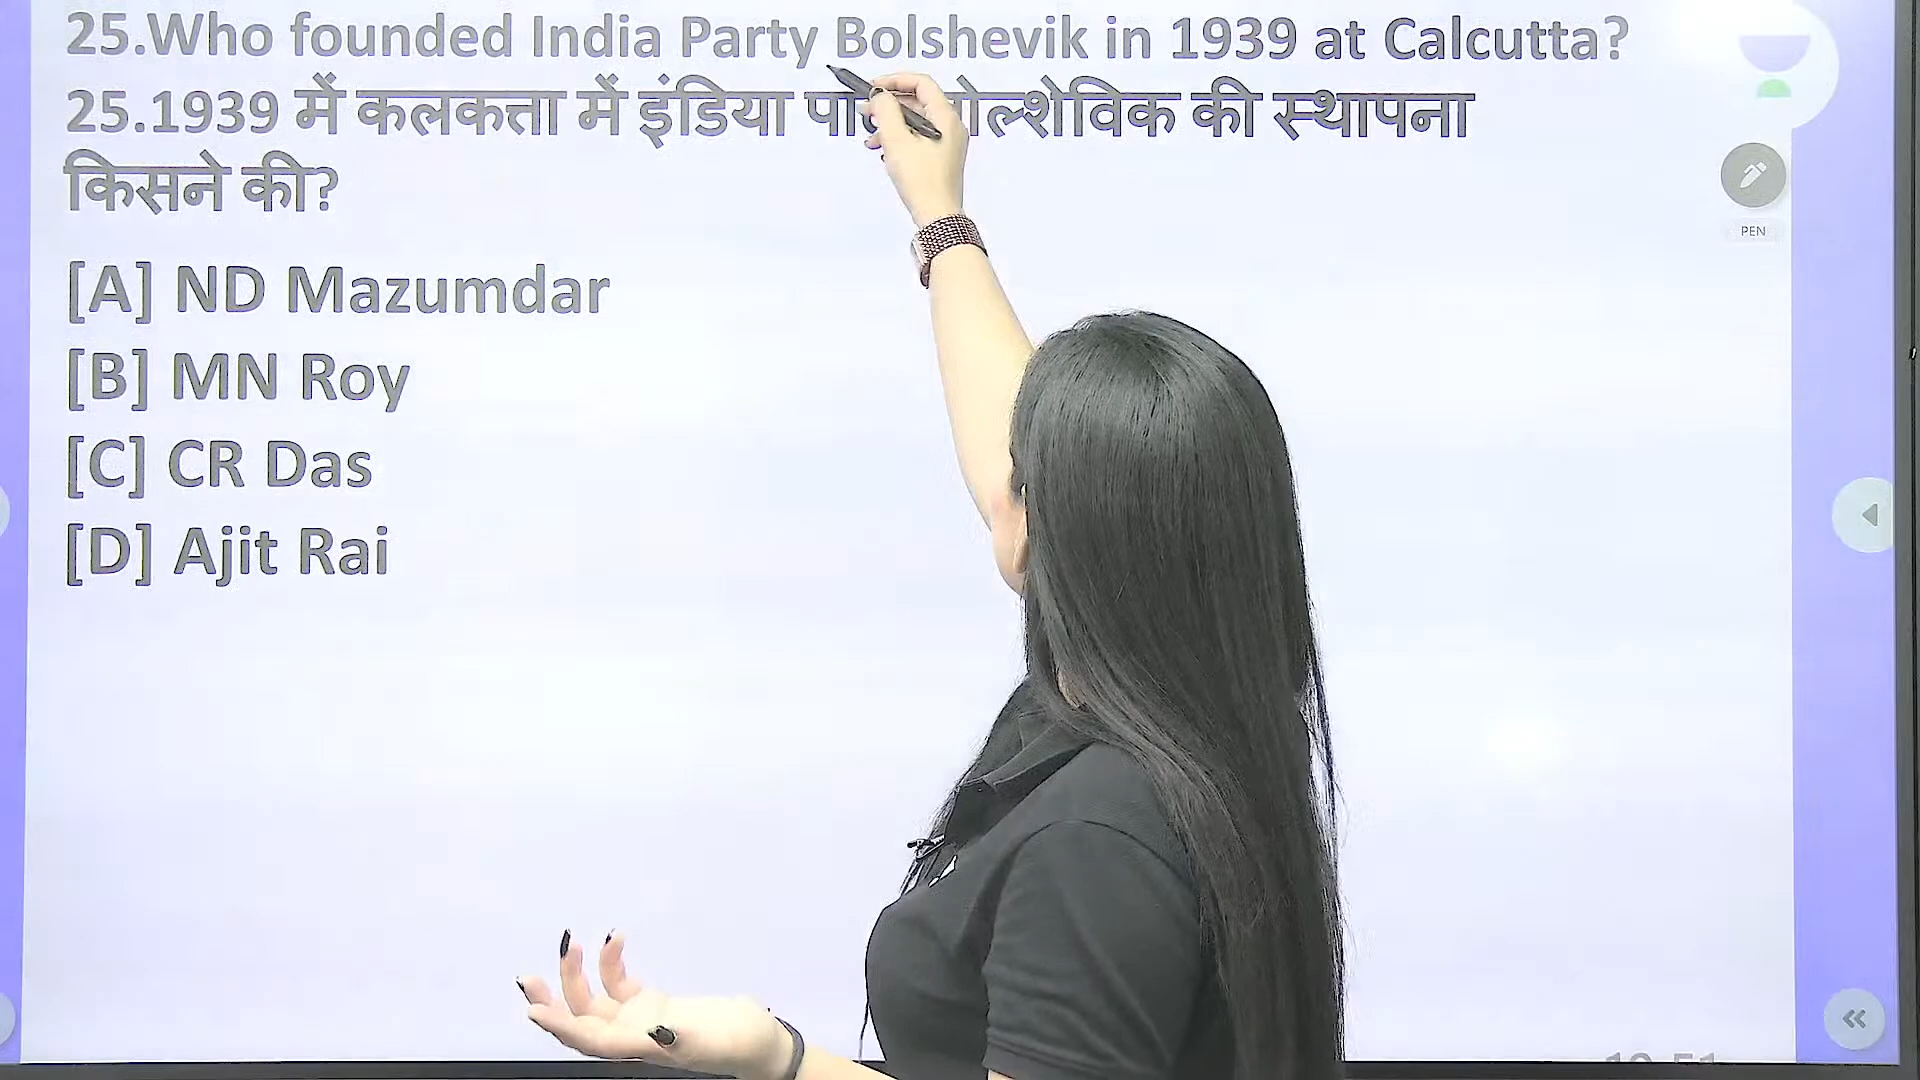 25.Who founded India Party Bolshevik in 1939 at Calcutta?
25.1939 में कलकत्ता में इंडिया की स्थापना
किसने की?
[A] ND Mazumdar
[B] MN Roy
[C] CR Das
[D] Ajit Rai
PEN